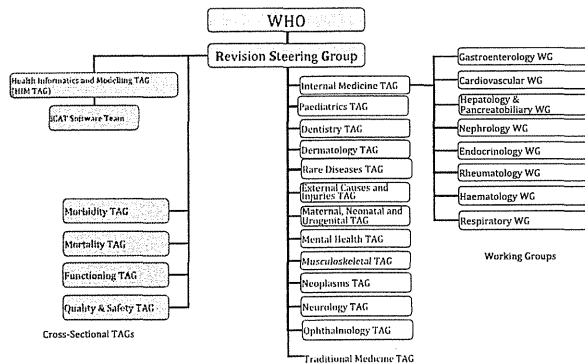 WHO
Revision Steering Group
Health Informatics and Modelling TAG
(HIM TAG)
iCAT Software Team
Morbidity TAG
Mortality TAG
Functioning TAG
Quality & Safety TAG
Cross-Sectional TAGs
Internal Medicine TAG
Paediatrics TAG
Dentistry TAG
Dermatology TAG
Rare Diseases TAG
External Causes and
Injuries TAG
Maternal, Neonatal and
Urogenital TAG
Mental Health TAG
Musculoskeletal TAG
Neoplasms TAG
Neurology TAG
Ophthalmology TAG
Traditional Medicine TAG
Gastroenterology WG
Cardiovascular WG
Hepatology &
Pancreatobiliary WG
Nephrology WG
Endocrinology WG
Rheumatology WG
Haematology WG
Respiratory WG
Working Groups